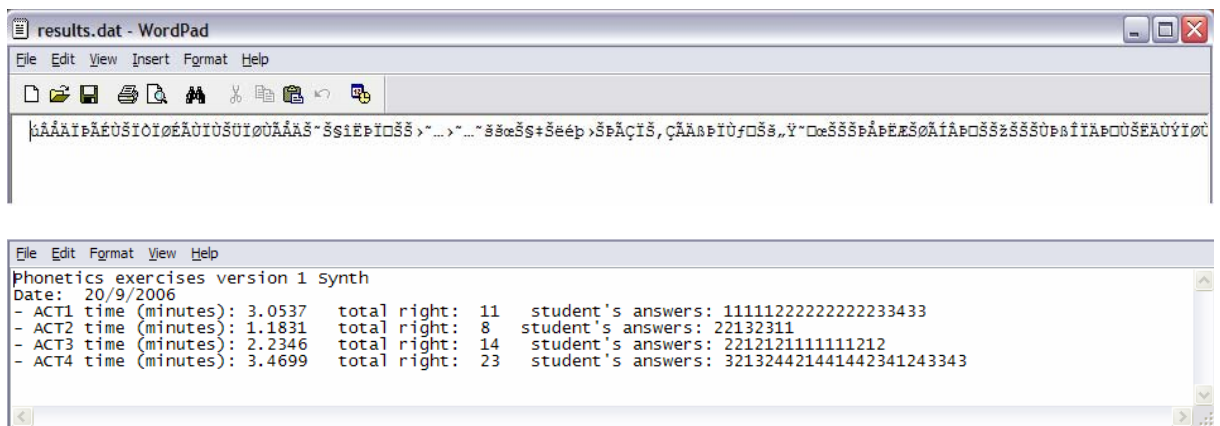 results.dat - WordPad
File Edit View Insert Format Help
File Edit Format View Help
Phonetics exercises version 1 Synth
Date: 20/9/2006
- ACT1 time (minutes): 3.0537 total right: 11 student's answers: 11111222222222233433
- ACT2 time (minutes): 1.1831 total right: 8 student's answers: 22132311
- ACT3 time (minutes): 2.2346 total right: 14 student's answers: 2212121111111212
- ACT4 time (minutes): 3.4699 total right: 23 student's answers: 321324421441442341243343